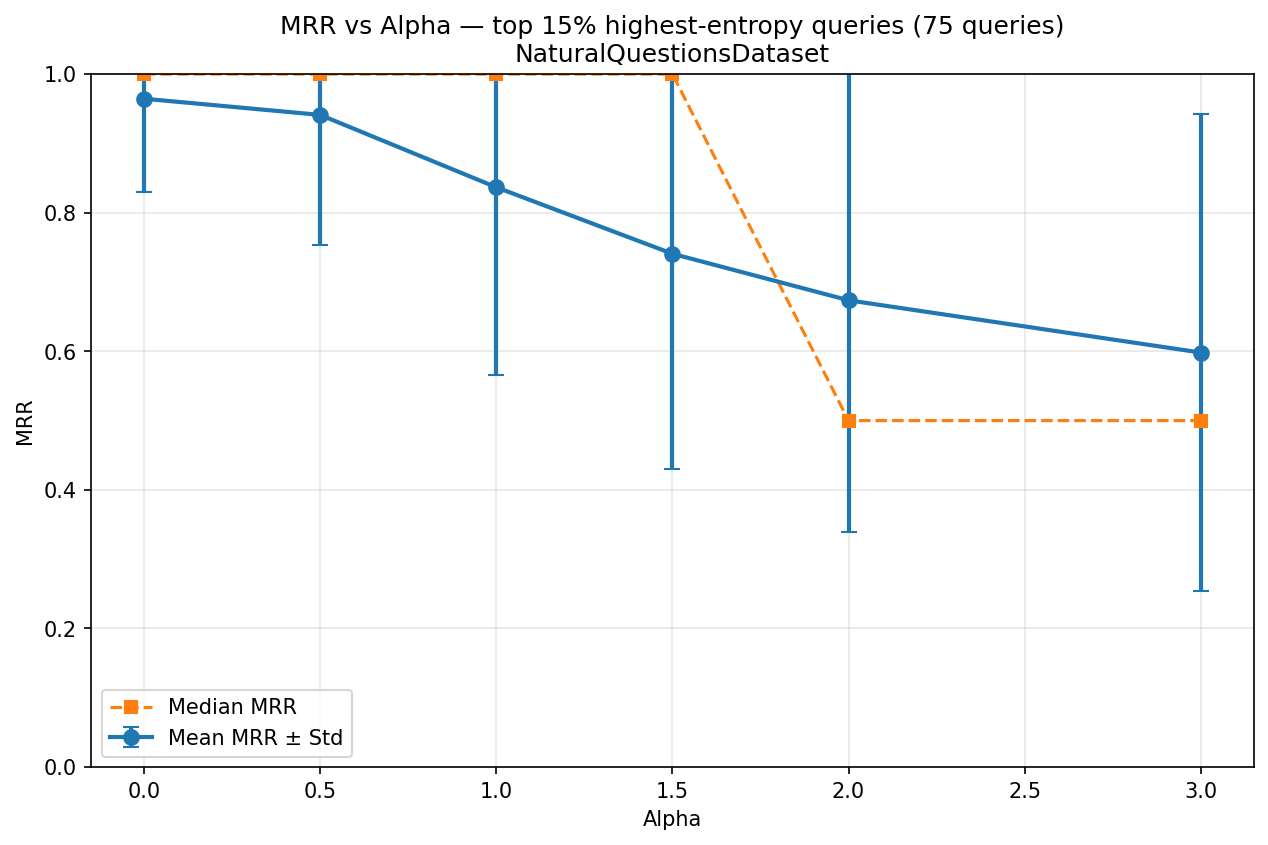 MRR vs Alpha — top 15% highest-entropy queries (75 queries)
NaturalQuestionsDataset
1.0
0.8
0.6
0.4
0.2
0.0
MRR
Median MRR
Mean MRR ± Std
0.0 0.5 1.0 1.5 2.0 2.5 3.0
Alpha